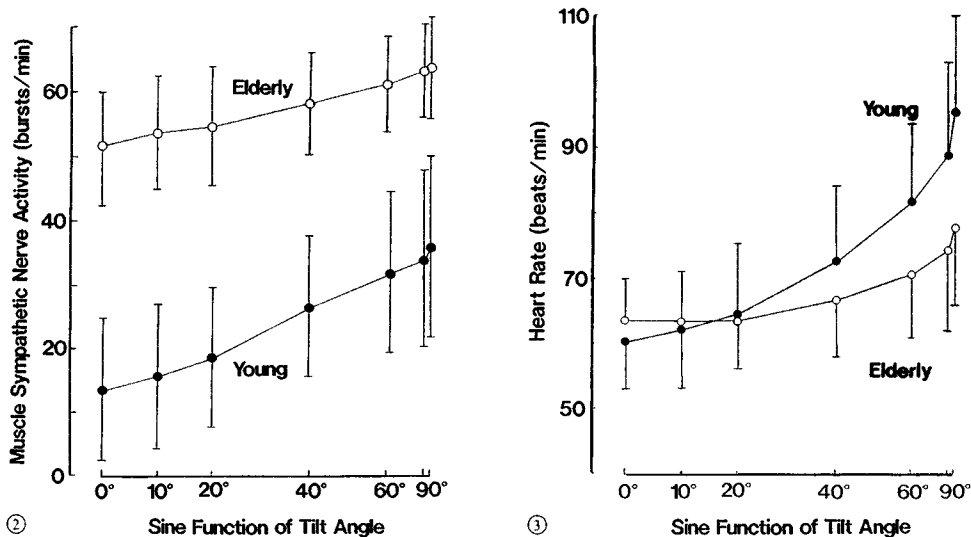 Muscle Sympathetic Nerve Activity (bursts/min)
60
40
20
0
Elderly
Young
0° 10° 20° 40° 60° 90°
② Sine Function of Tilt Angle
Heart Rate (beats/min)
110
90
70
50
Young
Elderly
0° 10° 20° 40° 60° 90°
③ Sine Function of Tilt Angle